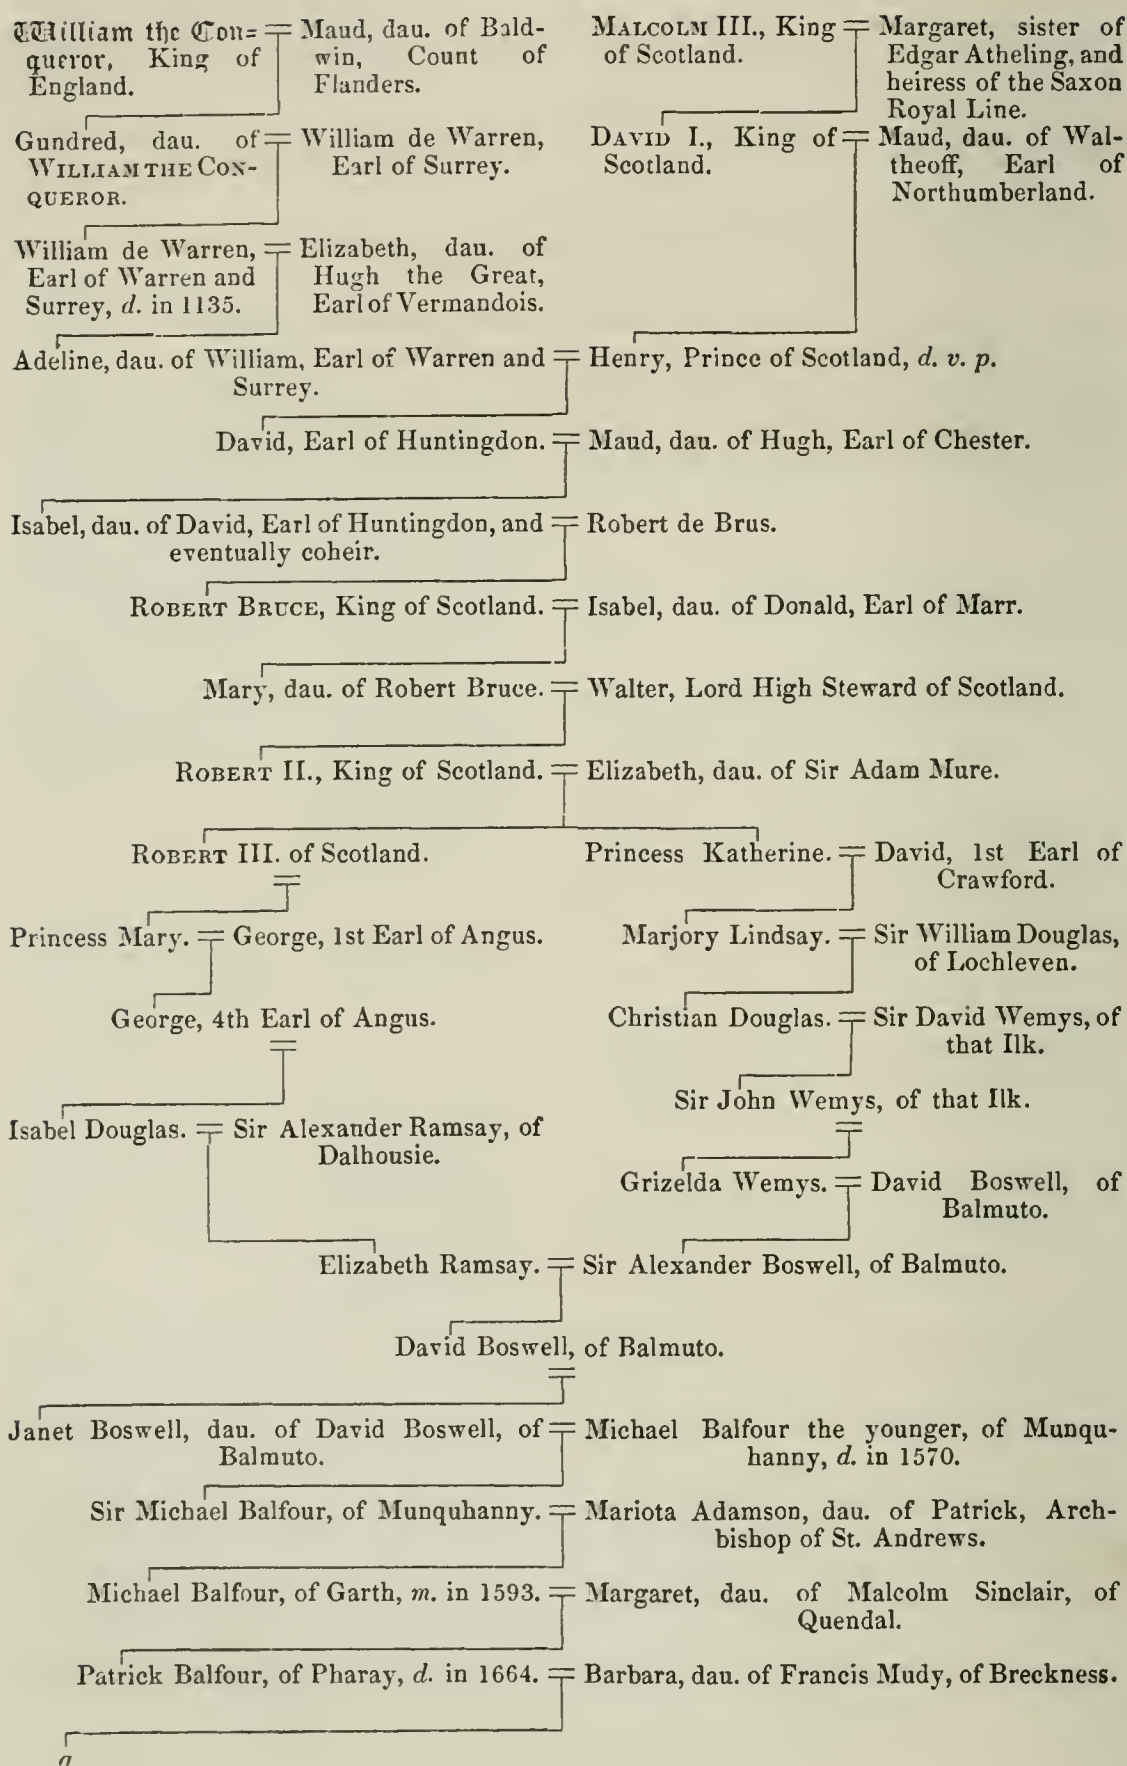 William the Con-
queror, King of
England.
Maud, dau. of Bald-
win, Count of
Flanders.
MALCOLM III., King
of Scotland.
Margaret, sister of
Edgar Atheling, and
heiress of the Saxon
Royal Line.
Gundred, dau. of
WILLIAM THE CON-
QUEROR.
William de Warren,
Earl of Surrey.
DAVID I., King of
Scotland.
Maud, dau. of Wal-
theoff, Earl of
Northumberland.
William de Warren,
Earl of Warren and
Surrey, d. in 1135.
Elizabeth, dau. of
Hugh the Great,
Earl of Vermandois.
Adeline, dau. of William, Earl of Warren and
Surrey.
Henry, Prince of Scotland, d. v. p.
David, Earl of Huntingdon.
Maud, dau. of Hugh, Earl of Chester.
Isabel, dau. of David, Earl of Huntingdon, and
eventually coheir.
Robert de Brus.
ROBERT BRUCE, King of Scotland.
Isabel, dau. of Donald, Earl of Marr.
Mary, dau. of Robert Bruce.
Walter, Lord High Steward of Scotland.
ROBERT II., King of Scotland.
Elizabeth, dau. of Sir Adam Mure.
ROBERT III. of Scotland.
Princess Katherine.
David, 1st Earl of
Crawford.
Princess Mary.
George, 1st Earl of Angus.
Marjory Lindsay.
Sir William Douglas,
of Lochleven.
George, 4th Earl of Angus.
Christian Douglas.
Sir David Wemys, of
that Ilk.
Sir John Wemys, of that Ilk.
Isabel Douglas.
Sir Alexander Ramsay, of
Dalhousie.
Grizelda Wemys.
David Boswell, of
Balmuto.
Elizabeth Ramsay.
Sir Alexander Boswell, of Balmuto.
David Boswell, of Balmuto.
Janet Boswell, dau. of David Boswell, of
Balmuto.
Michael Balfour the younger, of Munqu-
hanny, d. in 1570.
Sir Michael Balfour, of Munquhanny.
Mariota Adamson, dau. of Patrick, Arch-
bishop of St. Andrews.
Michael Balfour, of Garth, m. in 1593.
Margaret, dau. of Malcolm Sinclair, of
Quendal.
Patrick Balfour, of Pharay, d. in 1664.
Barbara, dau. of Francis Mudy, of Breckness.
a